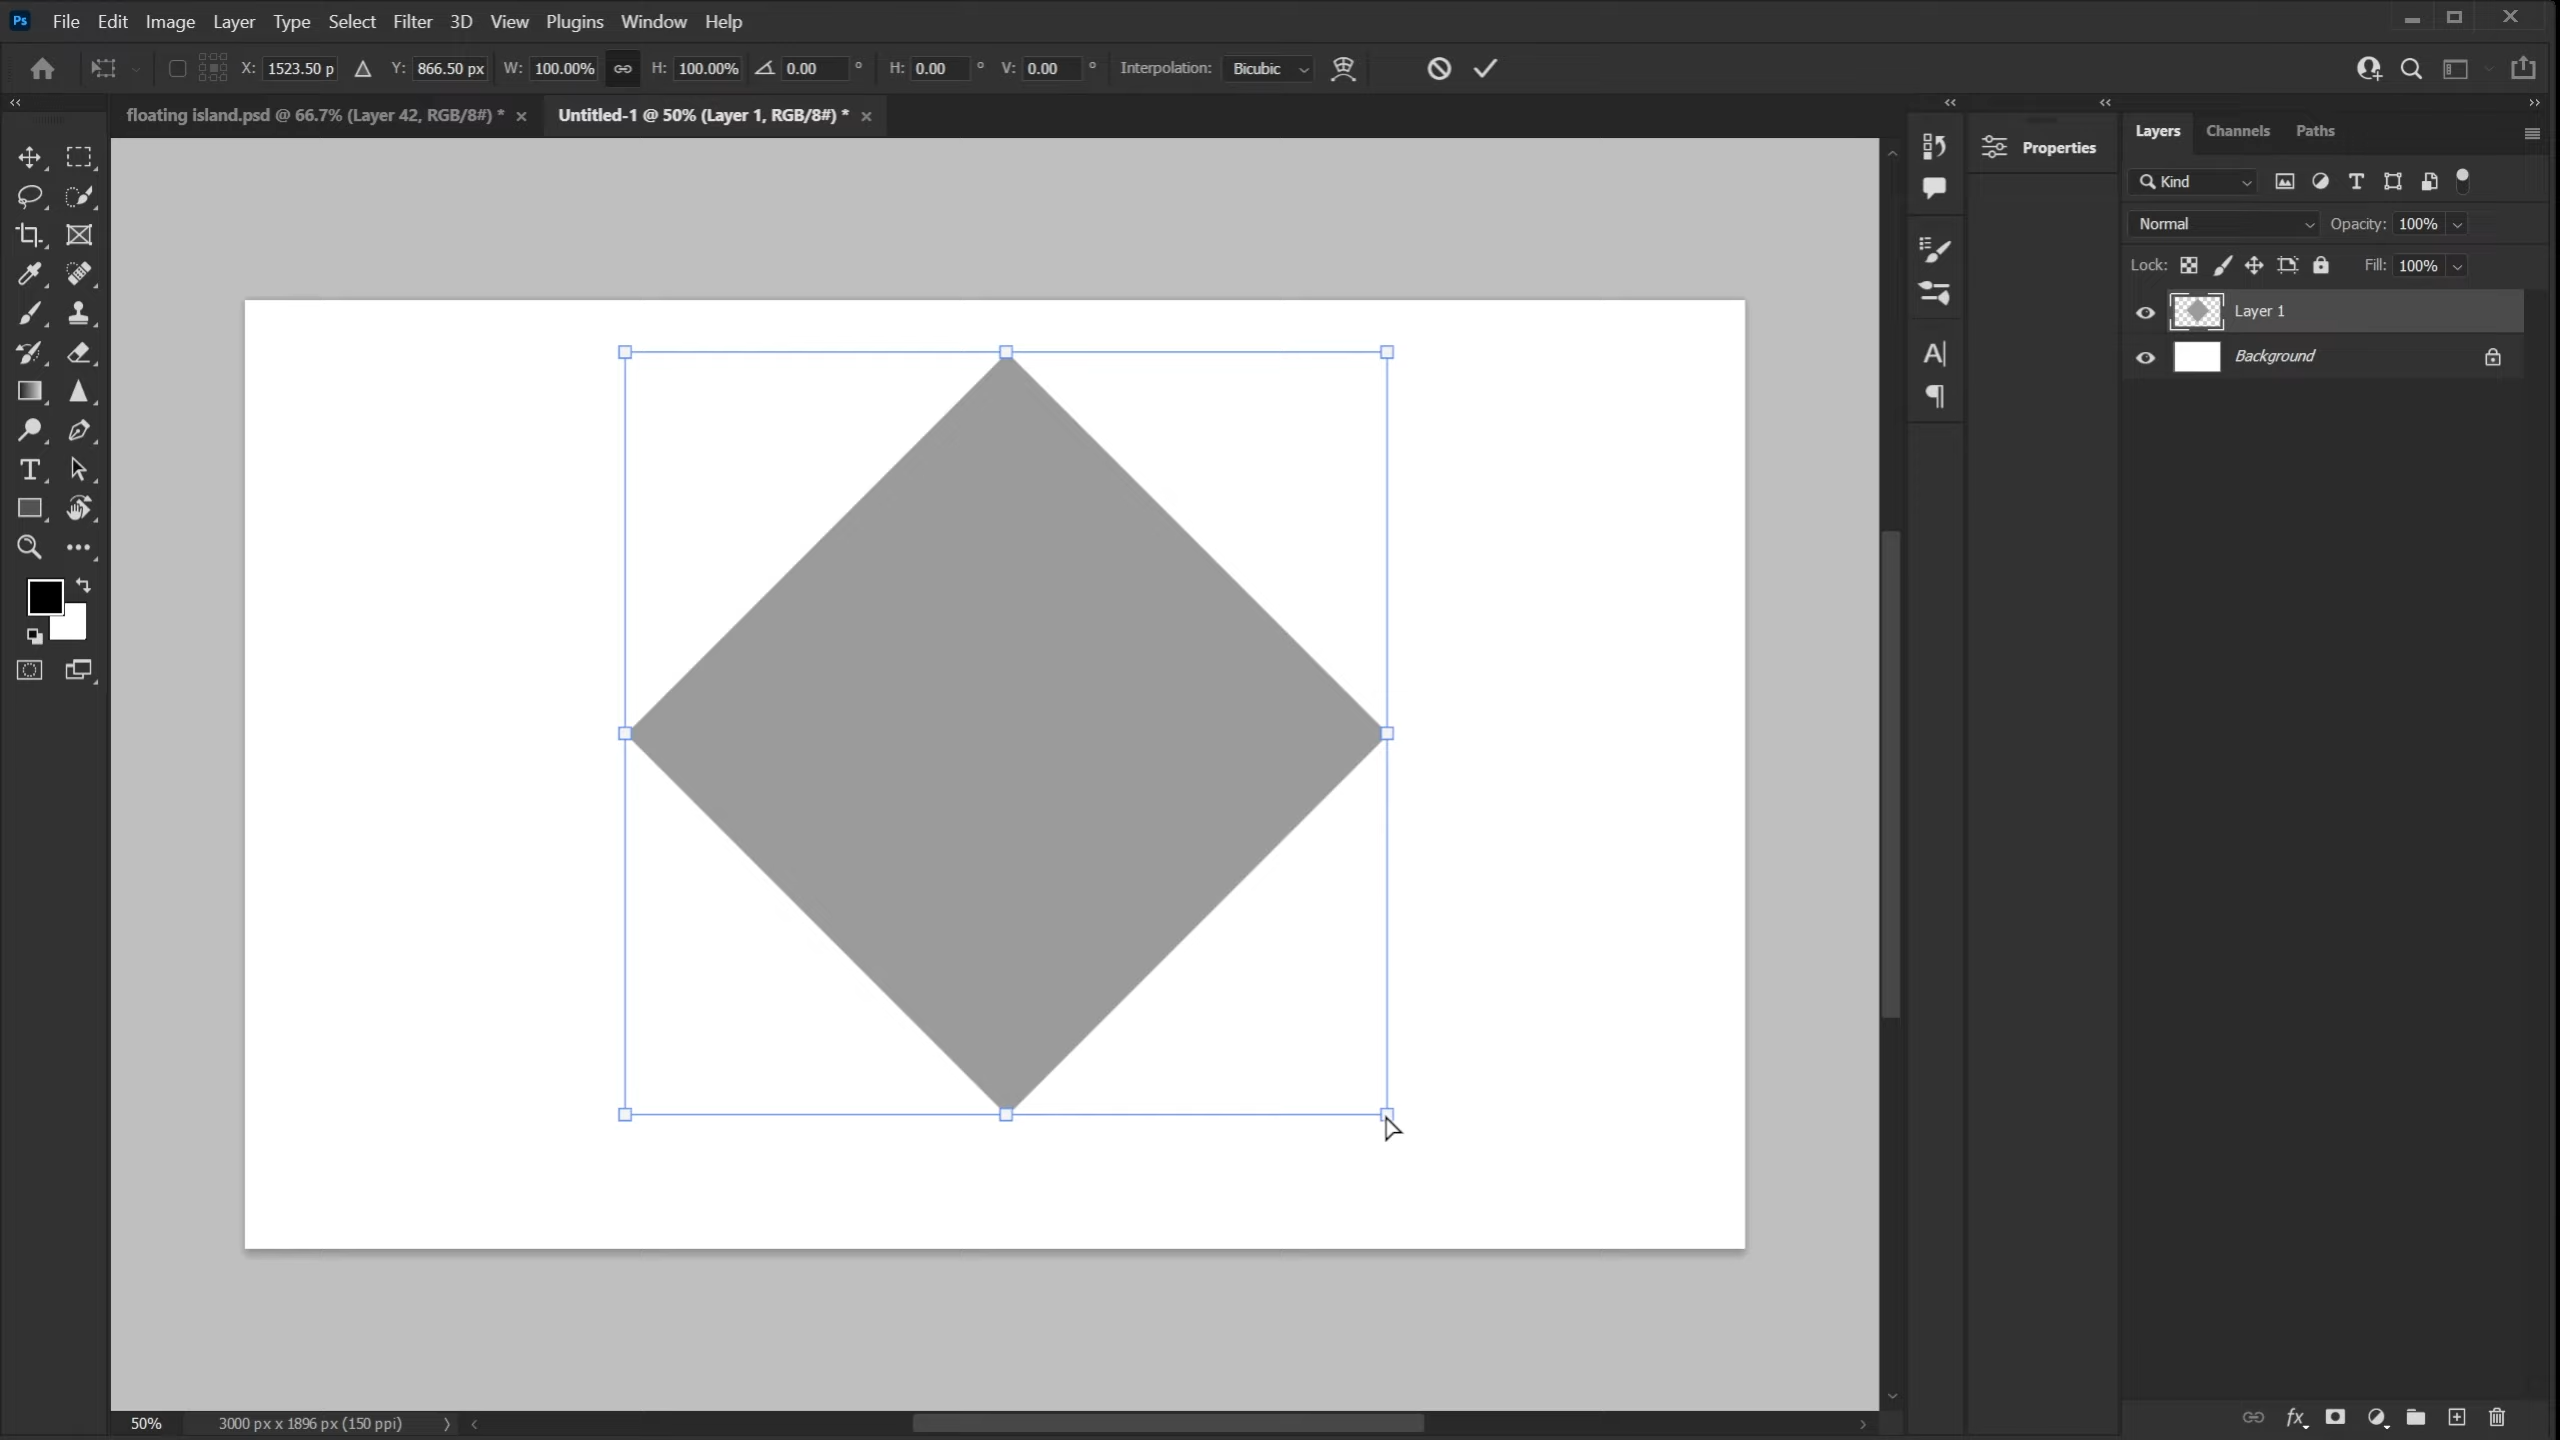 Ps File Edit Image Layer Type Select Filter 3D View Plugins Window Help
X: 1523.50 p Y: 866.50 px W: 100.00% H: 100.00% 0.00 ° H: 0.00 ° V: 0.00 ° Interpolation: Bicubic
floating island.psd @ 66.7% (Layer 42, RGB/8#) * × Untitled-1 @ 50% (Layer 1, RGB/8#) * ×
Properties
Layers Channels Paths
Kind
Normal Opacity: 100%
Lock: Fill: 100%
Layer 1
Background
50% 3000 px x 1896 px (150 ppi)
fx